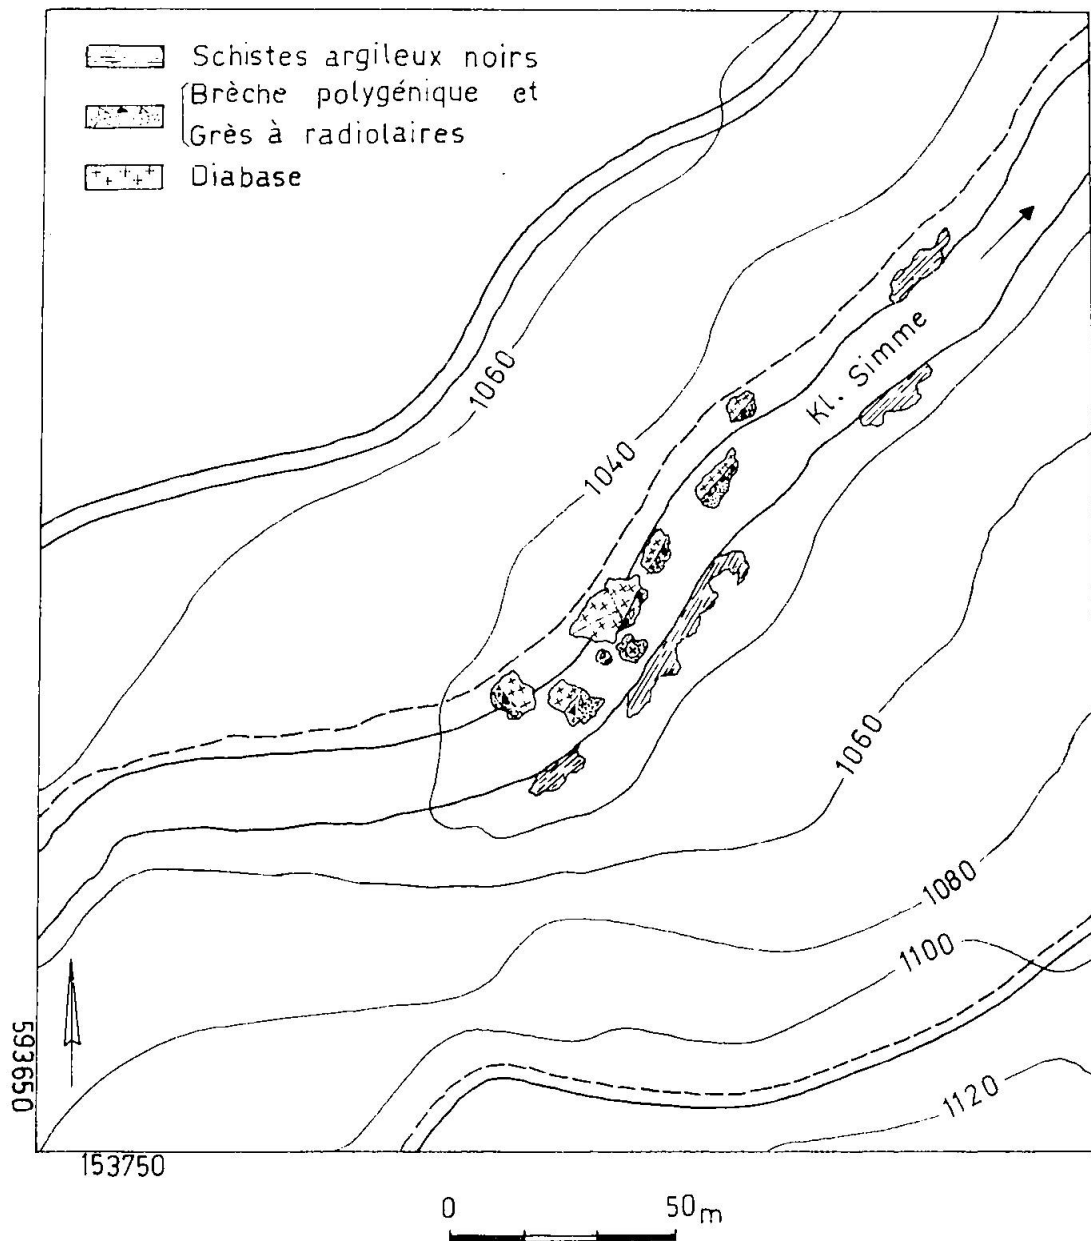 Schistes argileux noirs
Brèche polygénique et
Grès à radiolaires
Diabase
1060
1040
Kl. Simme
1060
1080
1100
1120
593650
153750
0 50m